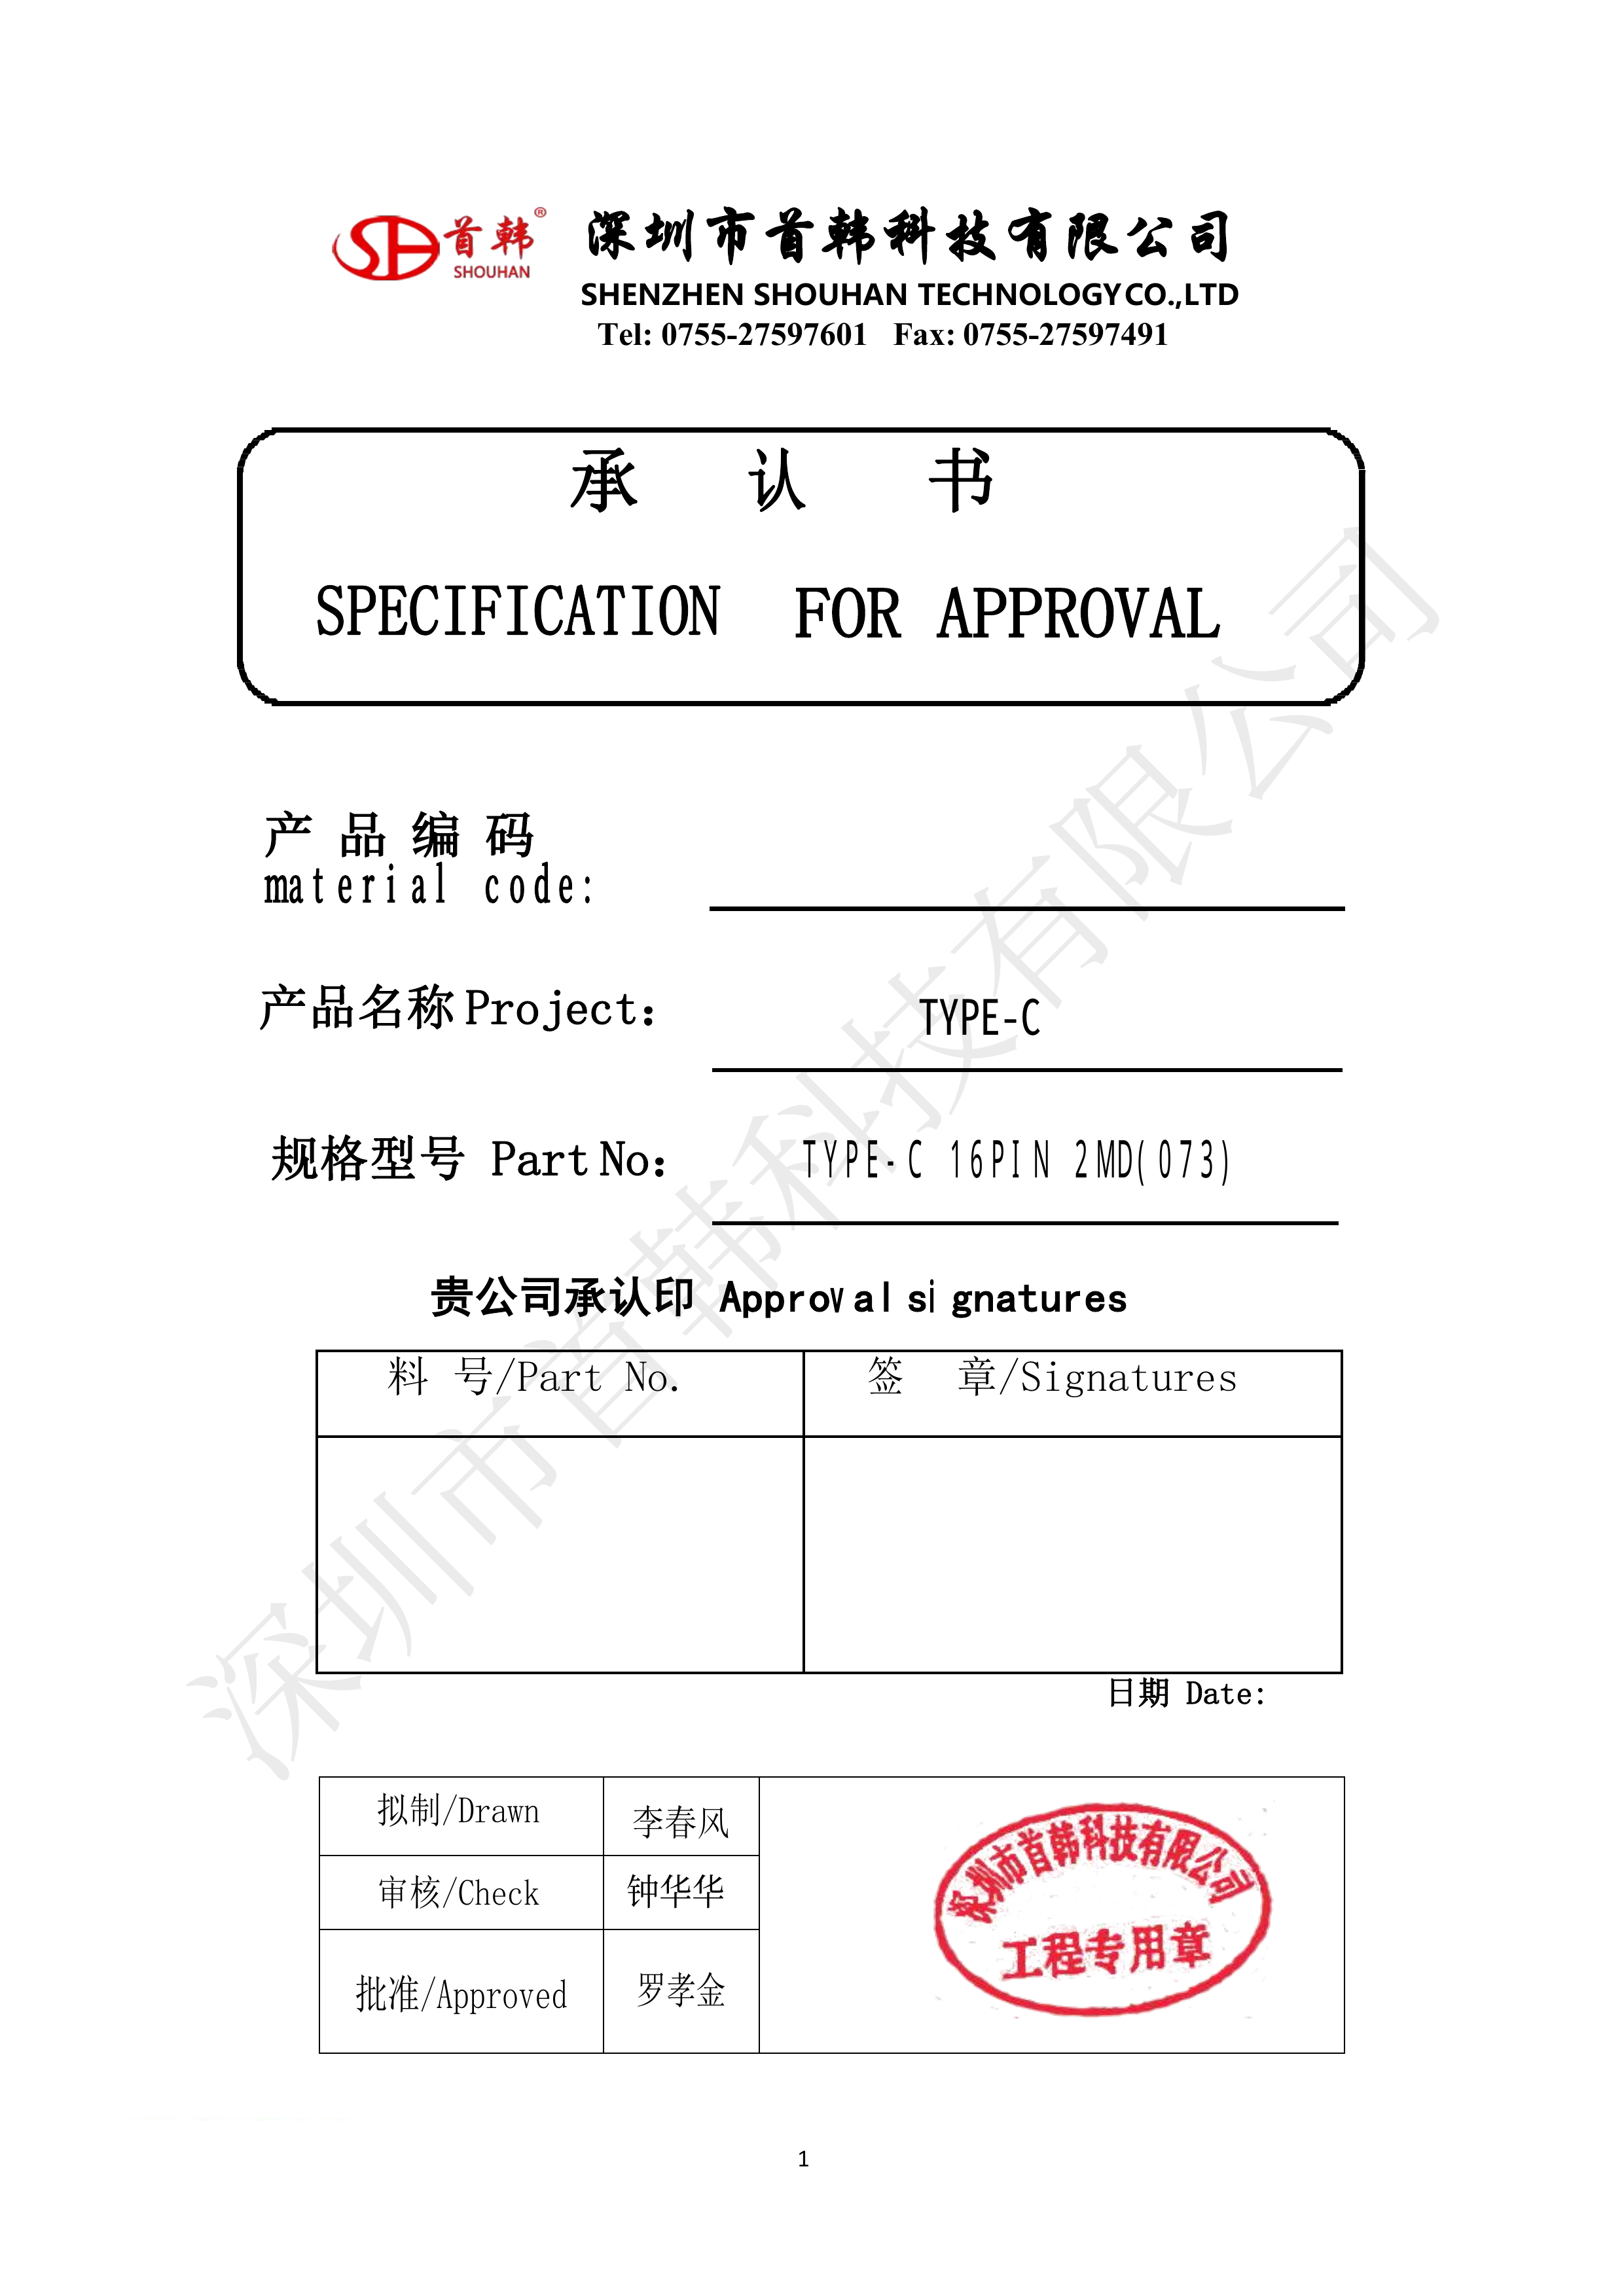 首韩®
SHOUHAN
深圳市首韩科技有限公司
SHENZHEN SHOUHAN TECHNOLOGY CO.,LTD
Tel: 0755-27597601 Fax: 0755-27597491
承 认 书
SPECIFICATION FOR APPROVAL
产品编码
material code:
产品名称 Project: TYPE-C
规格型号 Part No: TYPE-C 16PIN 2MD(073)
贵公司承认印 Approval signatures
料 号/Part No. 签 章/Signatures
日期 Date:
拟制/Drawn 李春风
审核/Check 钟华华
批准/Approved 罗孝金
深圳市首韩科技有限公司
工程专用章
深圳市首韩科技有限公司
1